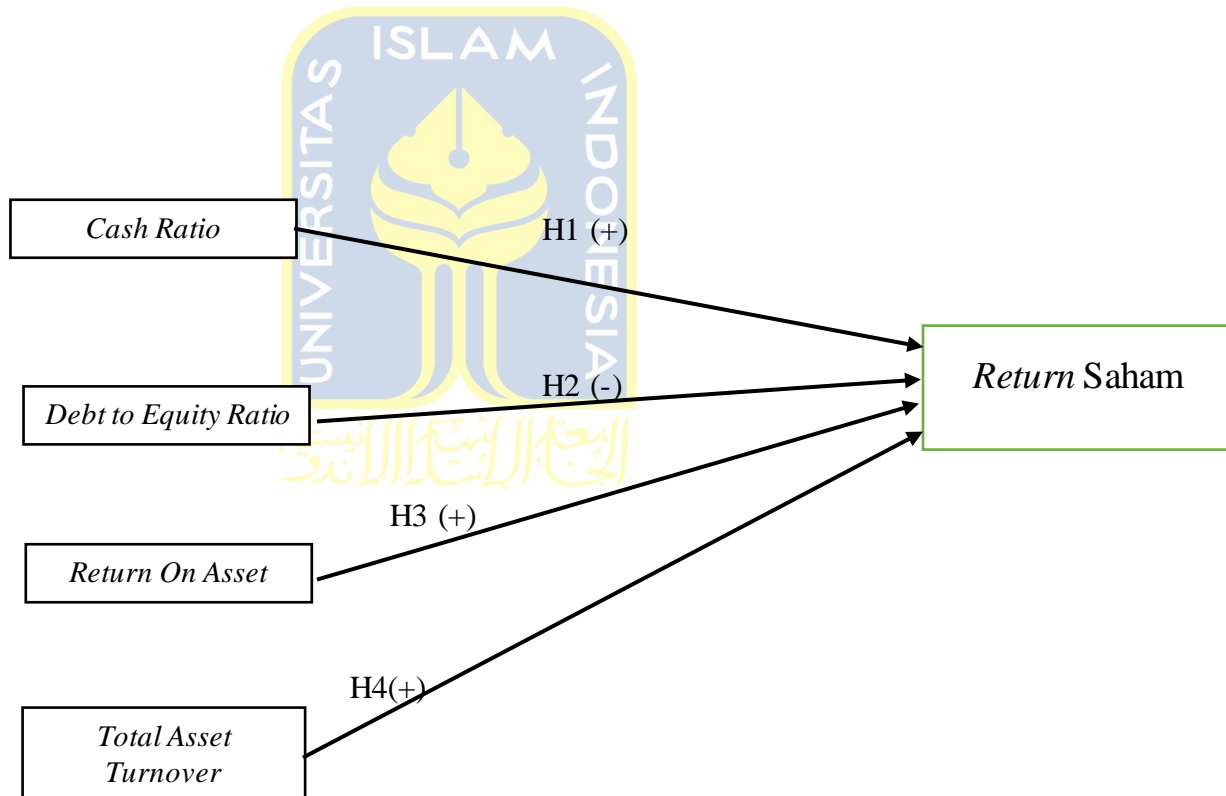 UNIVERSITAS
ISLAM
INDONESIA
Cash Ratio
H1 (+)
Return Saham
H2 (-)
Debt to Equity Ratio
H3 (+)
Return On Asset
H4(+)
Total Asset
Turnover